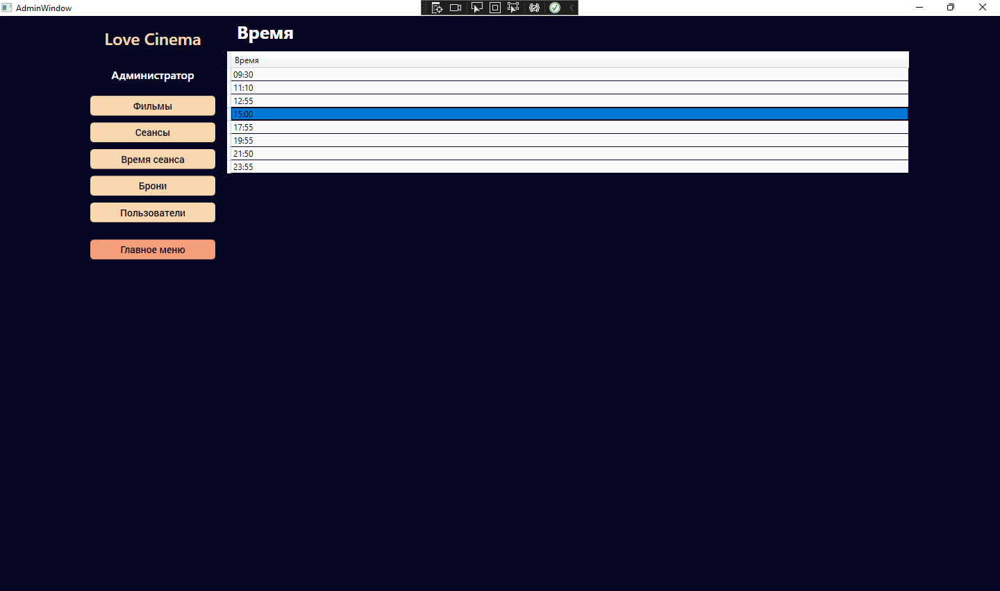 AdminWindow
Love Cinema
Администратор
Фильмы
Сеансы
Время сеанса
Брони
Пользователи
Главное меню
Время
Время
09:30
11:10
12:55
15:00
17:55
19:55
21:50
23:55